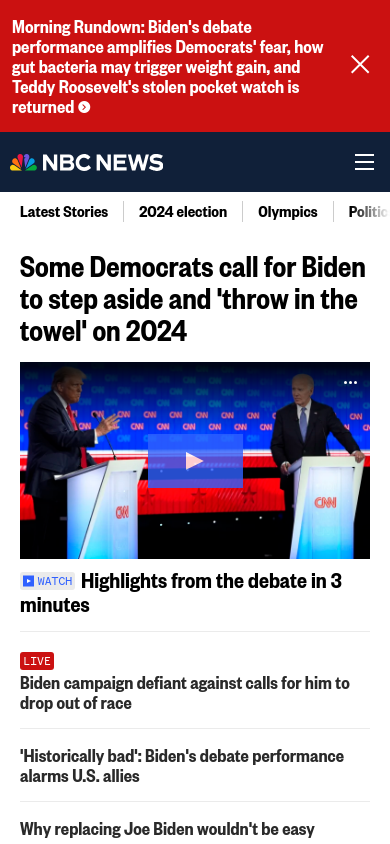 Morning Rundown: Biden's debate
performance amplifies Democrats' fear, how
gut bacteria may trigger weight gain, and
Teddy Roosevelt's stolen pocket watch is
returned
NBC NEWS
Latest Stories 2024 election Olympics Politic
Some Democrats call for Biden
to step aside and 'throw in the
towel' on 2024
CNN
CNN
WATCH Highlights from the debate in 3
minutes
LIVE
Biden campaign defiant against calls for him to
drop out of race
'Historically bad': Biden's debate performance
alarms U.S. allies
Why replacing Joe Biden wouldn't be easy